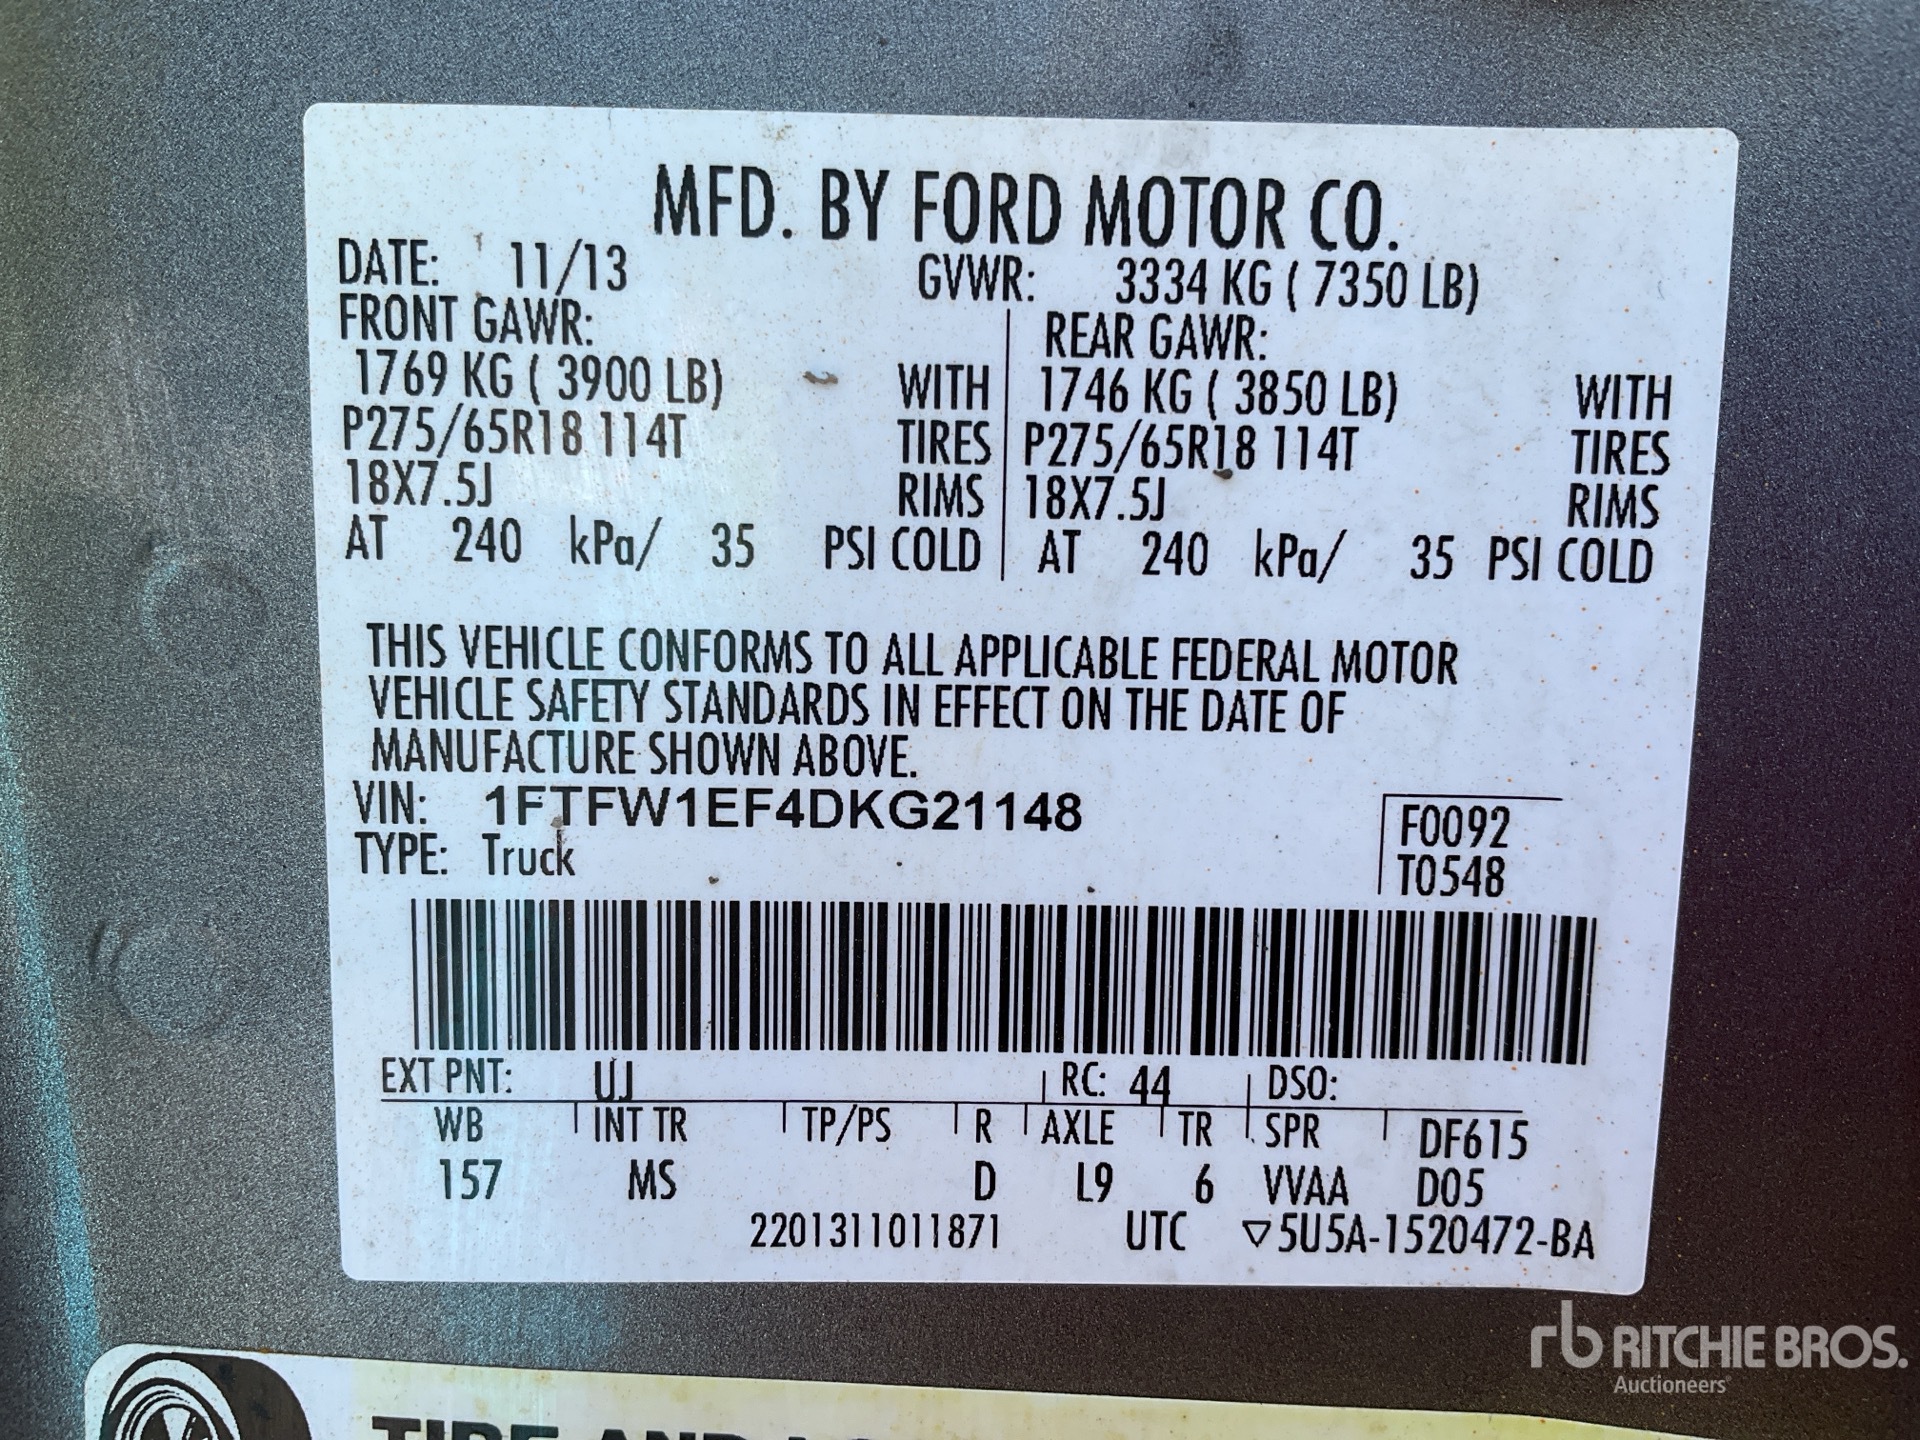 MFD. BY FORD MOTOR CO.
DATE: 11/13 GVWR: 3334 KG ( 7350 LB)
FRONT GAWR: REAR GAWR:
1769 KG ( 3900 LB) WITH 1746 KG ( 3850 LB) WITH
P275/65R18 114T TIRES P275/65R18 114T TIRES
18X7.5J RIMS 18X7.5J RIMS
AT 240 kPa/ 35 PSI COLD AT 240 kPa/ 35 PSI COLD
THIS VEHICLE CONFORMS TO ALL APPLICABLE FEDERAL MOTOR
VEHICLE SAFETY STANDARDS IN EFFECT ON THE DATE OF
MANUFACTURE SHOWN ABOVE.
VIN: 1FTFW1EF4DKG21148 F0092
TYPE: Truck T0548
EXT PNT: UJ RC: 44 DSO:
WB INT TR TP/PS R AXLE TR SPR DF615
157 MS D L9 6 VVAA D05
2201311011871 UTC ▽5U5A-1520472-BA
rb RITCHIE BROS.
Auctioneers
TIRE AND